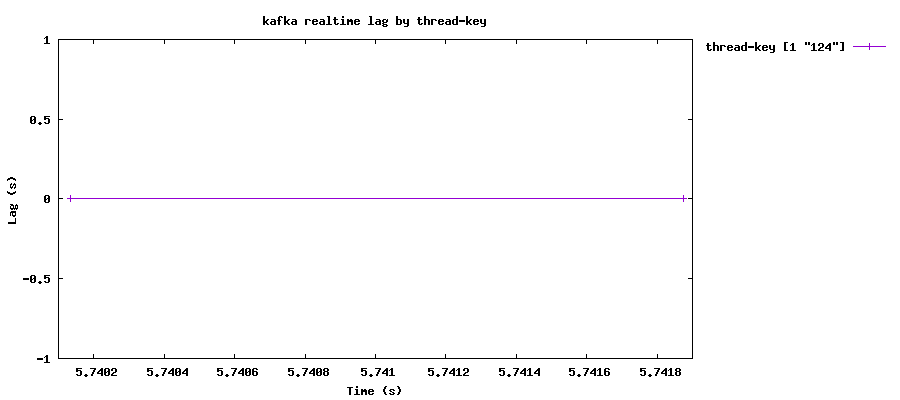 kafka realtime lag by thread-key
thread-key [1 "124"]
1
0.5
0
-0.5
-1
Lag (s)
5.7402 5.7404 5.7406 5.7408 5.741 5.7412 5.7414 5.7416 5.7418
Time (s)